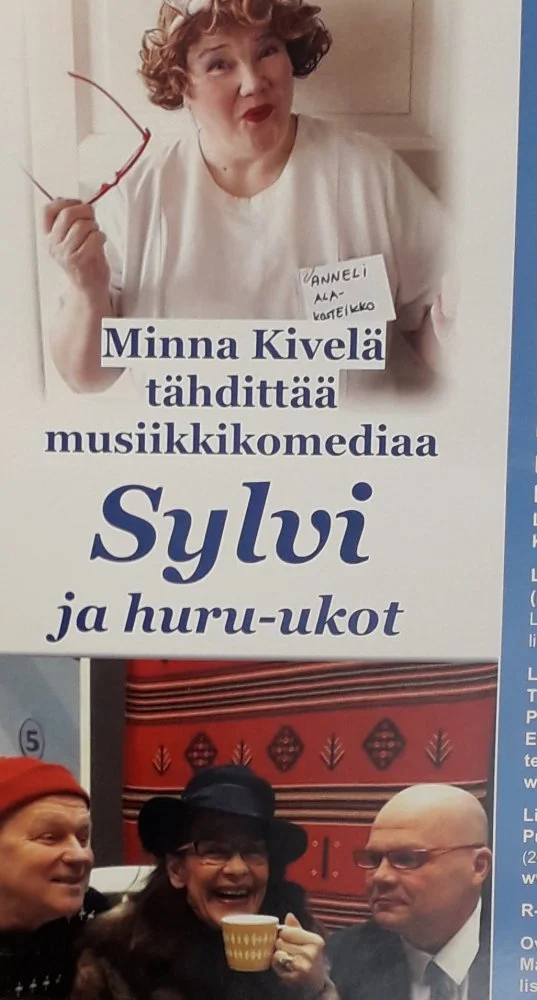 ANNELI
ALA-
KOSTEIKKO
Minna Kivelä
tähdittää
musiikkikomediaa
Sylvi
ja huru-ukot
5